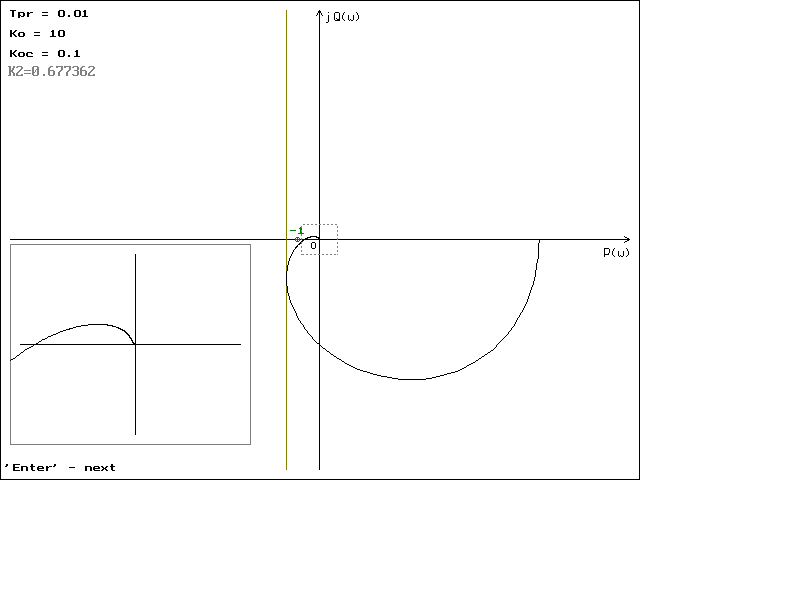 Tpr = 0.01
Ko = 10
Koc = 0.1
K2=0.677362
jQ(ω)
-1
0
P(ω)
'Enter' - next